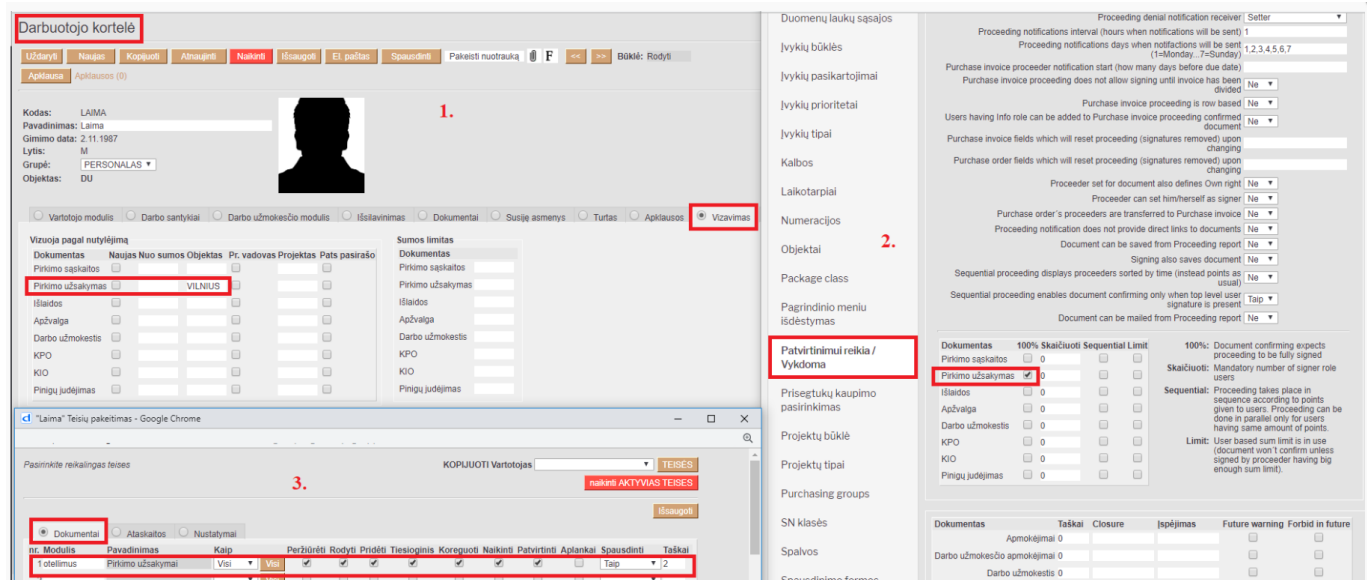 Darbuotojo kortelė
Uždaryti Naujas Kopijuoti Atnaujinti Naikinti Išsaugoti El. paštas Spausdinti Pakeisti nuotrauką F << >> Būklė: Rodyti
Apklausa Apklausos (0)
1.
Kodas: LAIMA
Pavadinimas: Laima
Gimimo data: 2.11.1987
Lytis: M
Grupė: PERSONALAS
Objektas: DU
Vartotojo modulis Darbo santykiai Darbo užmokesčio modulis Išsilavinimas Dokumentai Susiję asmenys Turtas Apklausos Vizavimas
Vizuoja pagal nutylėjimą
Dokumentas Naujas Nuo sumos Objektas Pr. vadovas Projektas Pats pasirašo
Pirkimo sąskaitos
Pirkimo užsakymas VILNIUS
Išlaidos
Apžvalga
Darbo užmokestis
KPO
KIO
Pinigų judėjimas
Sumos limitas
Dokumentas
Pirkimo sąskaitos
Pirkimo užsakymas
Išlaidos
Apžvalga
Darbo užmokestis
KPO
KIO
Pinigų judėjimas
"Laima" Teisių pakeitimas - Google Chrome
Pasirinkite reikalingas teises
KOPIJUOTI Vartotojas TEISĖS
naikinti AKTYVIAS TEISES
3.
Išsaugoti
Dokumentai Ataskaitos Nustatymai
nr. Modulis Pavadinimas Kaip Peržiūrėti Rodyti Pridėti Tiesioginis Koreguoti Naikinti Patvirtinti Aplankai Spausdinti Taškai
1 otellimus Pirkimo užsakymai Visi Visi Taip 2
Duomenų laukų sąsajos
Įvykių būklės
Įvykių pasikartojimai
Įvykių prioritetai
Įvykių tipai
Kalbos
Laikotarpiai
Numeracijos
Objektai
Package class
Pagrindinio meniu
išdėstymas
Patvirtinimui reikia /
Vykdoma
Prisegtukų kaupimo
pasirinkimas
Projektų būklė
Projektų tipai
Purchasing groups
SN klasės
Spalvos
Spausdinimo formos
2.
Proceeding denial notification receiver Setter
Proceeding notifications interval (hours when notifications will be sent) 1
Proceeding notifications days when notifactions will be sent
(1=Monday...7=Sunday) 1,2,3,4,5,6,7
Purchase invoice proceeder notification start (how many days before due date)
Purchase invoice proceeding does not allow signing until invoice has been
divided Ne
Purchase invoice proceeding is row based Ne
Users having Info role can be added to Purchase invoice proceeding confirmed
document Ne
Purchase invoice fields which will reset proceeding (signatures removed) upon
changing
Purchase order fields which will reset proceeding (signatures removed) upon
changing
Proceeder set for document also defines Own right Ne
Proceeder can set him/herself as signer Ne
Purchase order´s proceeders are transferred to Purchase invoice Ne
Proceeding notification does not provide direct links to documents Ne
Document can be saved from Proceeding report Ne
Signing also saves document Ne
Sequential proceeding displays proceeders sorted by time (instead points as
usual) Ne
Sequential proceeding enables document confirming only when top level user
signature is present Taip
Document can be mailed from Proceeding report Ne
Dokumentas 100% Skaičiuoti Sequential Limit
Pirkimo sąskaitos 0
Pirkimo užsakymas 0
Išlaidos 0
Apžvalga 0
Darbo užmokestis 0
KPO 0
KIO 0
Pinigų judėjimas 0
100%: Document confirming expects
proceeding to be fully signed
Skaičiuoti: Mandatory number of signer role
users
Sequential: Proceeding takes place in
sequence according to points
given to users. Proceeding can be
done in parallel only for users
having same amount of points.
Limit: User based sum limit is in use
(document won´t confirm unless
signed by proceeder having big
enough sum limit).
Dokumentas Taškai Closure Įspėjimas Future warning Forbid in future
Apmokėjimai 0
Darbo užmokesčio apmokėjimai 0
Darbo užmokestis 0